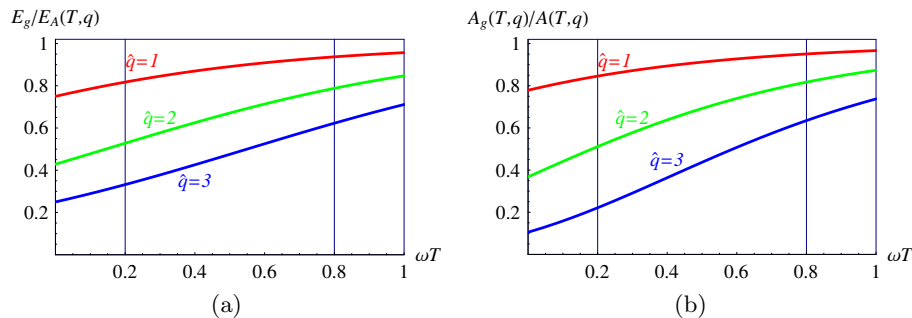 E_g/E_A(T,q)
1
0.8
0.6
0.4
0.2
q̂=1
q̂=2
q̂=3
0.2 0.4 0.6 0.8 1
ωT
(a)
A_g(T,q)/A(T,q)
1
0.8
0.6
0.4
0.2
q̂=1
q̂=2
q̂=3
0.2 0.4 0.6 0.8 1
ωT
(b)